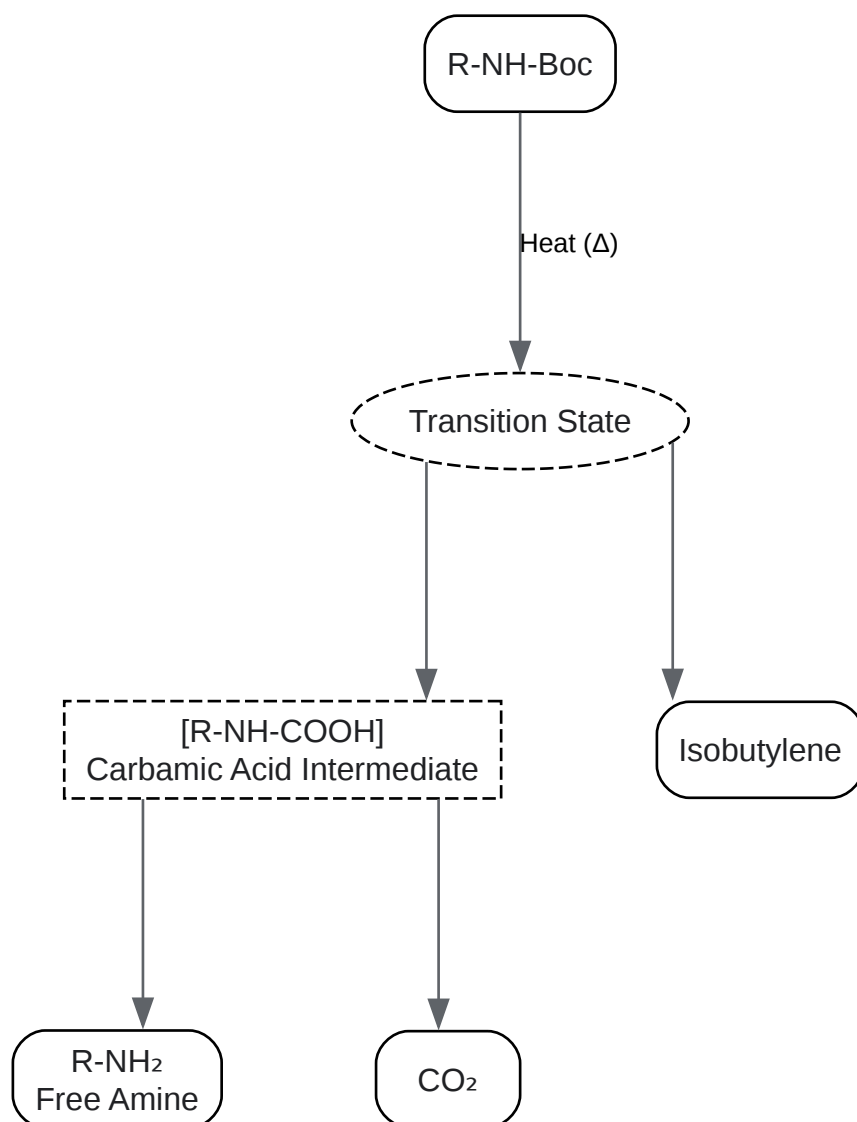 R-NH-Boc
Heat (Δ)
Transition State
[R-NH-COOH]
Carbamic Acid Intermediate
Isobutylene
R-NH₂
Free Amine
CO₂